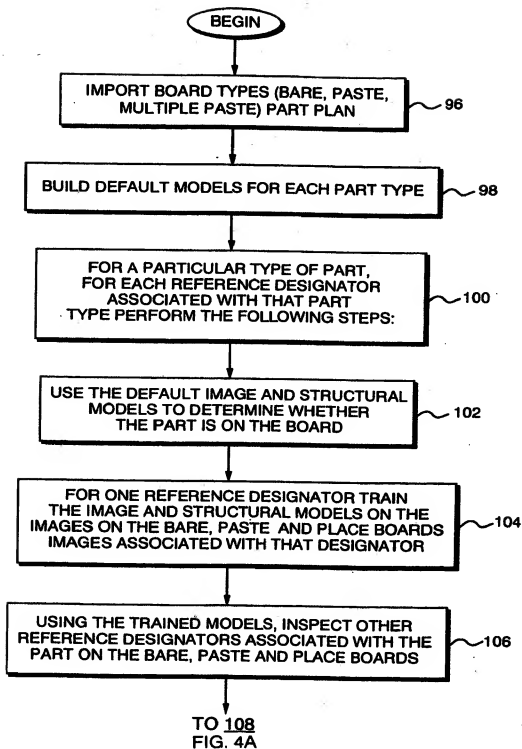 BEGIN
IMPORT BOARD TYPES (BARE, PASTE,
MULTIPLE PASTE) PART PLAN
96
BUILD DEFAULT MODELS FOR EACH PART TYPE
98
FOR A PARTICULAR TYPE OF PART,
FOR EACH REFERENCE DESIGNATOR
ASSOCIATED WITH THAT PART
TYPE PERFORM THE FOLLOWING STEPS:
100
USE THE DEFAULT IMAGE AND STRUCTURAL
MODELS TO DETERMINE WHETHER
THE PART IS ON THE BOARD
102
FOR ONE REFERENCE DESIGNATOR TRAIN
THE IMAGE AND STRUCTURAL MODELS ON THE
IMAGES ON THE BARE, PASTE AND PLACE BOARDS
IMAGES ASSOCIATED WITH THAT DESIGNATOR
104
USING THE TRAINED MODELS, INSPECT OTHER
REFERENCE DESIGNATORS ASSOCIATED WITH THE
PART ON THE BARE, PASTE AND PLACE BOARDS
106
TO 108
FIG. 4A